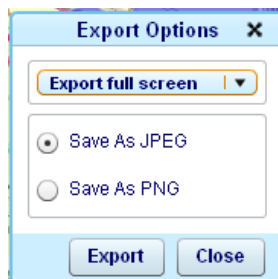 Export Options
Export full screen
Save As JPEG
Save As PNG
Export Close